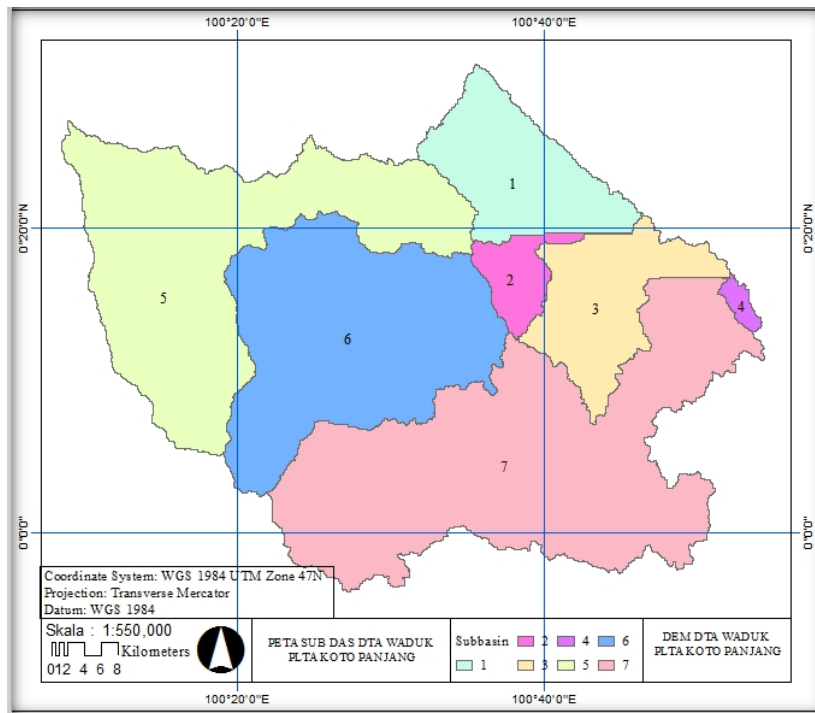 100°20'0"E 100°40'0"E
1
0°20'0"N 0°20'0"N
2
5 3 4
6
7
0°0'0" 0°0'0"
Coordinate System: WGS 1984 UTM Zone 47N
Projection: Transverse Mercator
Datum: WGS 1984
Skala : 1:550,000
Kilometers
012 4 6 8
PETA SUB DAS DTA WADUK
PLTA KOTO PANJANG
Subbasin 2 4 6
1 3 5 7
DEM DTA WADUK
PLTA KOTO PANJANG
100°20'0"E 100°40'0"E